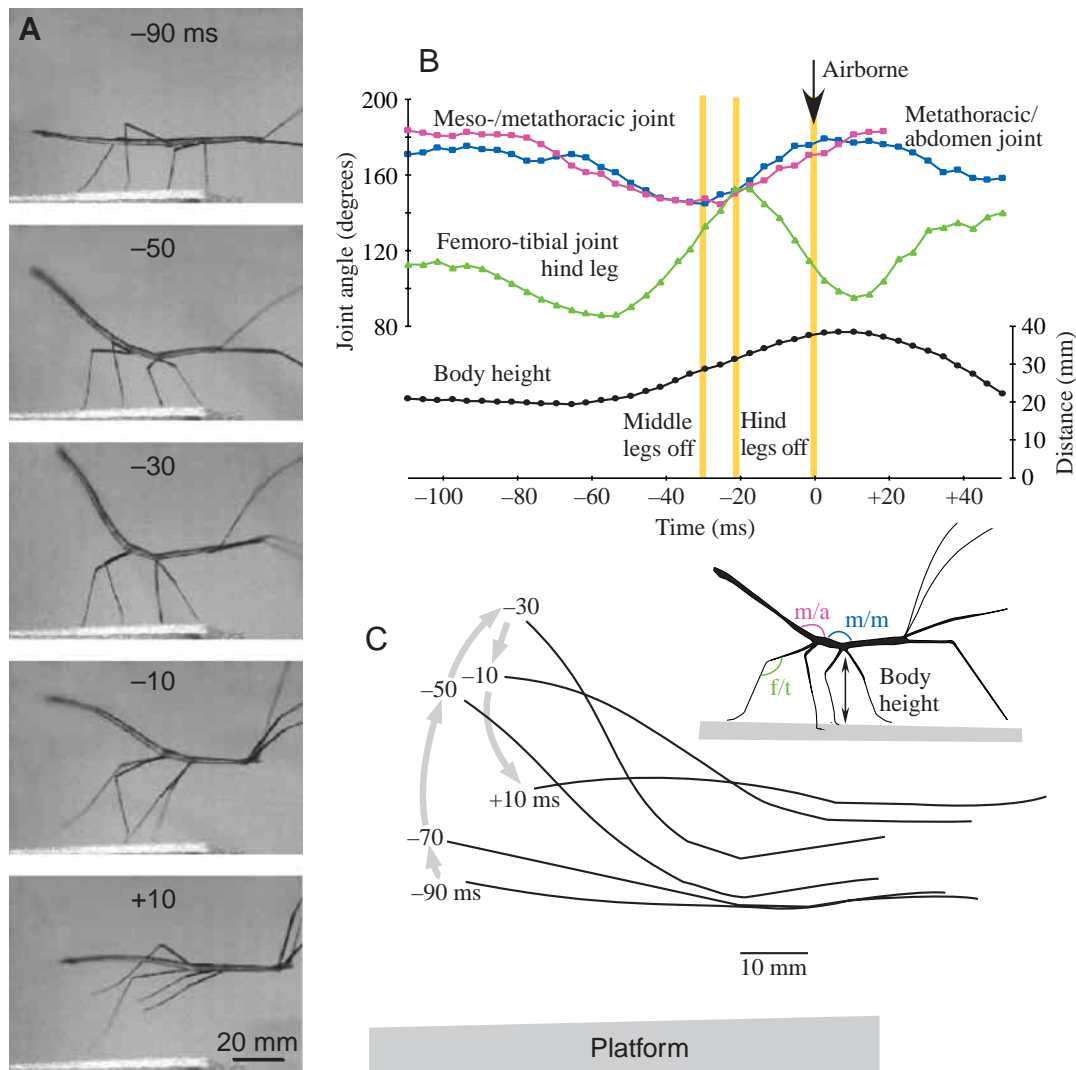 A
–90 ms
–50
–30
–10
+10
20 mm
B
Airborne
200
160
120
80
Joint angle (degrees)
Meso-/metathoracic joint
Metathoracic/
abdomen joint
Femoro-tibial joint
hind leg
Body height
Middle
legs off
Hind
legs off
40
30
20
10
0
Distance (mm)
–100
–80
–60
–40
–20
0
+20
+40
Time (ms)
C
–30
–10
–50
+10 ms
–70
–90 ms
m/a
m/m
f/t
Body
height
10 mm
Platform